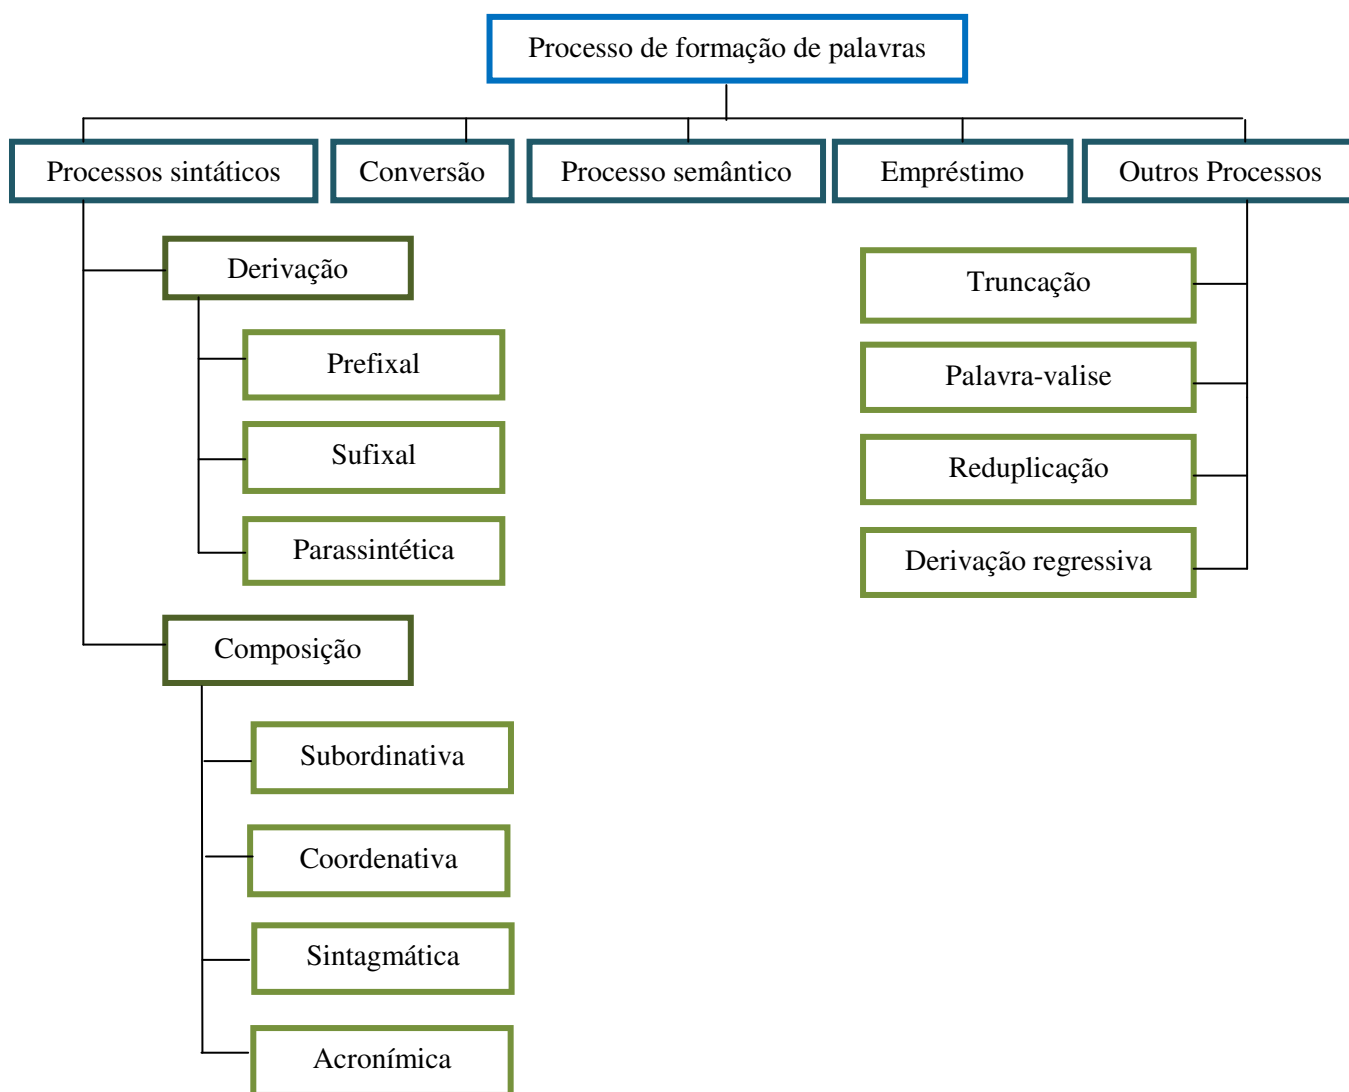 Processo de formação de palavras
Processos sintáticos
Conversão
Processo semântico
Empréstimo
Outros Processos
Derivação
Prefixal
Sufixal
Parassintética
Composição
Subordinativa
Coordenativa
Sintagmática
Acronímica
Truncação
Palavra-valise
Reduplicação
Derivação regressiva